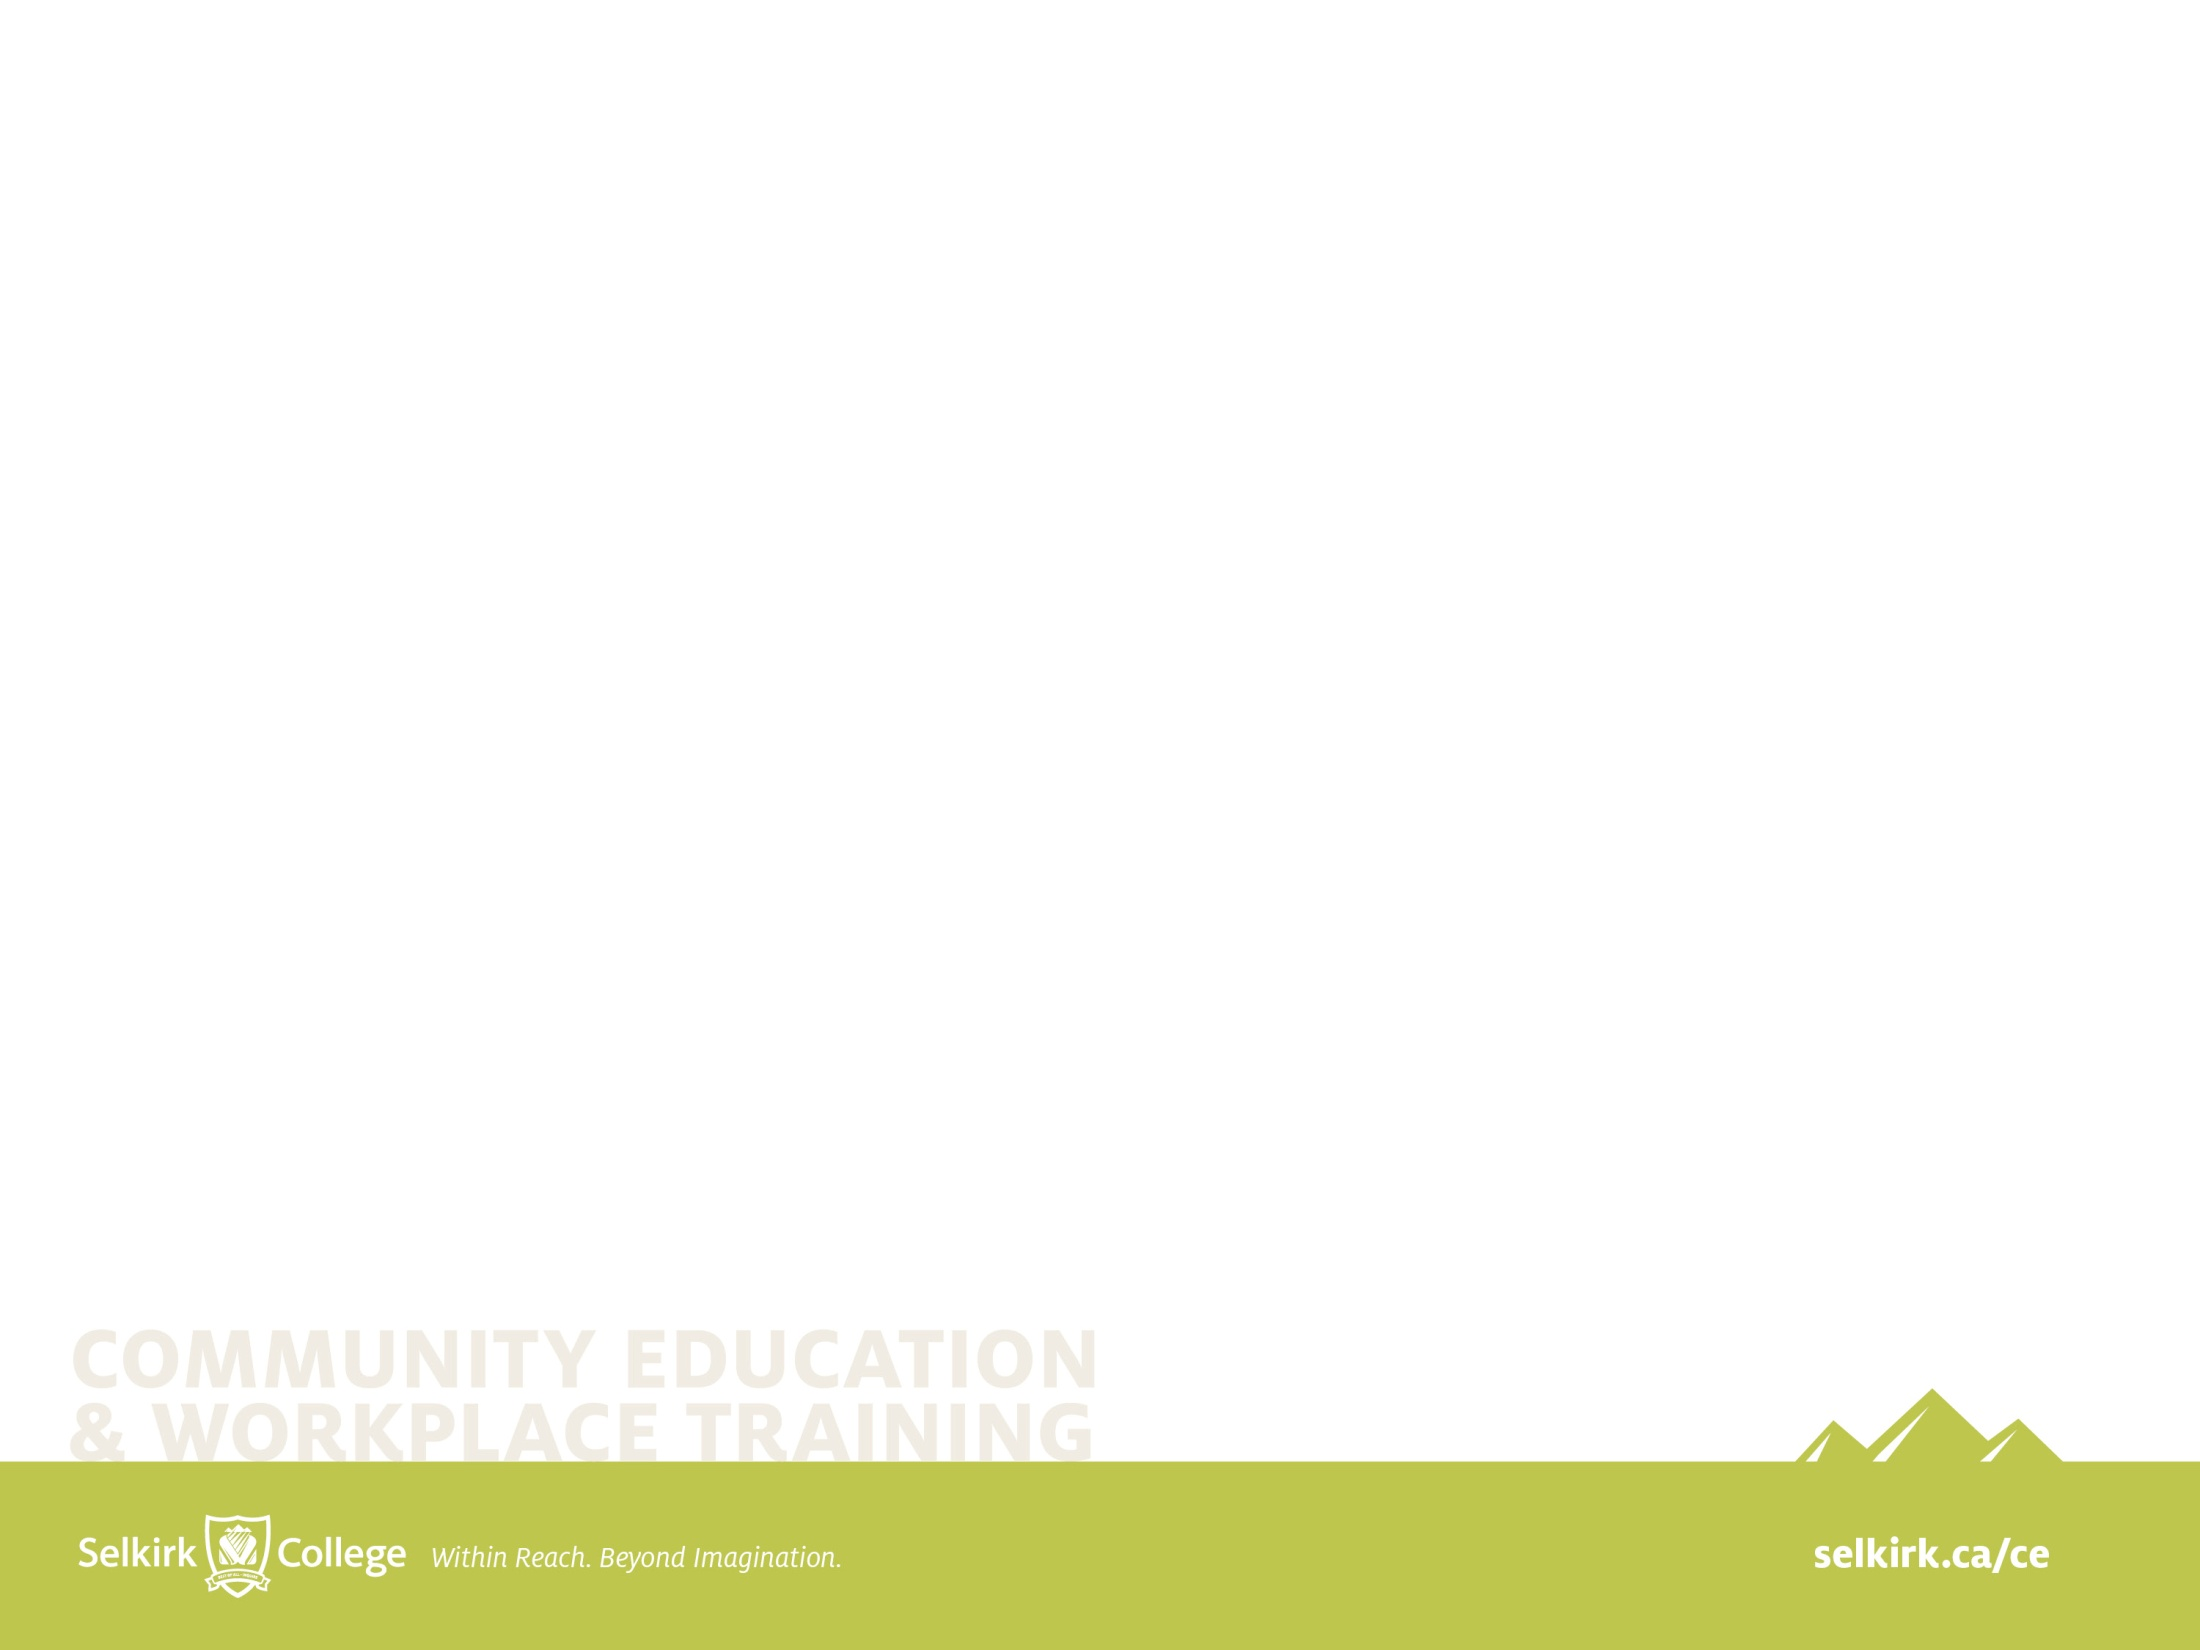 COMMUNITY EDUCATION
& WORKPLACE TRAINING
Selkirk College Within Reach. Beyond Imagination.
selkirk.ca/ce